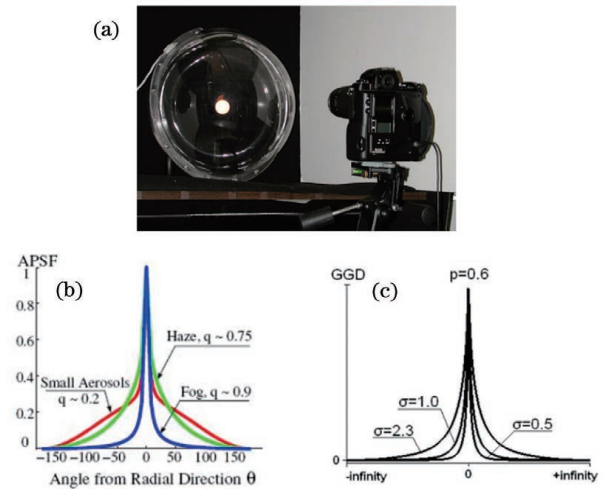 (a)
APSF
(b)
1
0.8
0.6
0.4
0.2
0
Haze, q ~ 0.75
Small Aerosols
q ~ 0.2
Fog, q ~ 0.9
−150 −100 −50 0 50 100 150
Angle from Radial Direction θ
GGD
p=0.6
(c)
σ=1.0
σ=2.3
σ=0.5
0
-infinity
0
+infinity